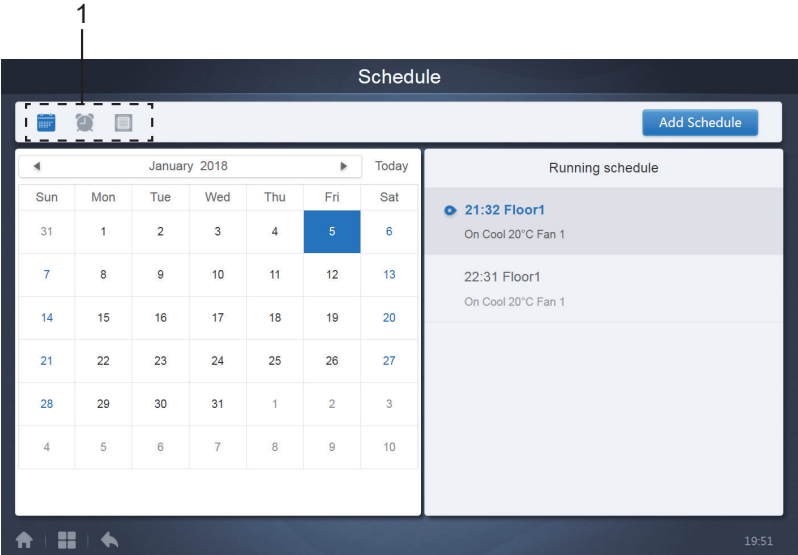 1
Schedule
Add Schedule
January 2018
Today
Sun Mon Tue Wed Thu Fri Sat
31 1 2 3 4 5 6
7 8 9 10 11 12 13
14 15 16 17 18 19 20
21 22 23 24 25 26 27
28 29 30 31 1 2 3
4 5 6 7 8 9 10
Running schedule
21:32 Floor1
On Cool 20°C Fan 1
22:31 Floor1
On Cool 20°C Fan 1
19:51